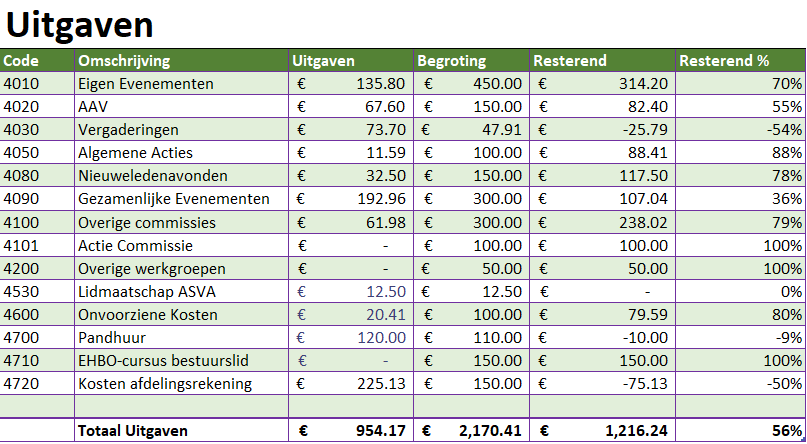 Uitgaven
Code Omschrijving Uitgaven Begroting Resterend Resterend %
4010 Eigen Evenementen € 135.80 € 450.00 € 314.20 70%
4020 AAV € 67.60 € 150.00 € 82.40 55%
4030 Vergaderingen € 73.70 € 47.91 € -25.79 -54%
4050 Algemene Acties € 11.59 € 100.00 € 88.41 88%
4080 Nieuweledenavonden € 32.50 € 150.00 € 117.50 78%
4090 Gezamenlijke Evenementen € 192.96 € 300.00 € 107.04 36%
4100 Overige commissies € 61.98 € 300.00 € 238.02 79%
4101 Actie Commissie € - € 100.00 € 100.00 100%
4200 Overige werkgroepen € - € 50.00 € 50.00 100%
4530 Lidmaatschap ASVA € 12.50 € 12.50 € - 0%
4600 Onvoorziene Kosten € 20.41 € 100.00 € 79.59 80%
4700 Pandhuur € 120.00 € 110.00 € -10.00 -9%
4710 EHBO-cursus bestuurslid € - € 150.00 € 150.00 100%
4720 Kosten afdelingsrekening € 225.13 € 150.00 € -75.13 -50%
Totaal Uitgaven € 954.17 € 2,170.41 € 1,216.24 56%